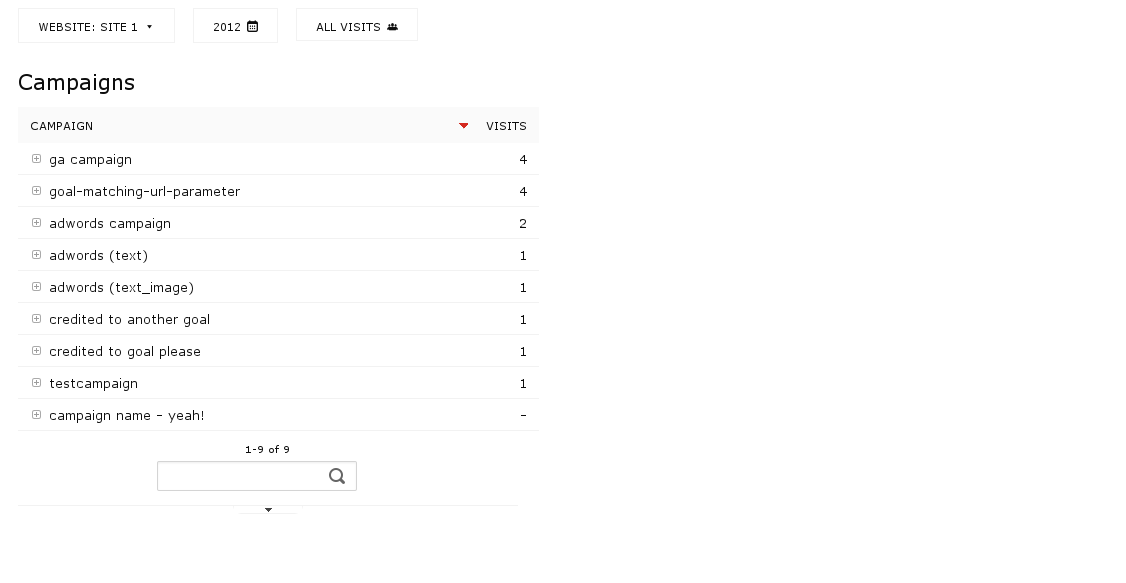 WEBSITE: SITE 1 2012 ALL VISITS
Campaigns
CAMPAIGN VISITS
ga campaign 4
goal-matching-url-parameter 4
adwords campaign 2
adwords (text) 1
adwords (text_image) 1
credited to another goal 1
credited to goal please 1
testcampaign 1
campaign name - yeah! -
1-9 of 9